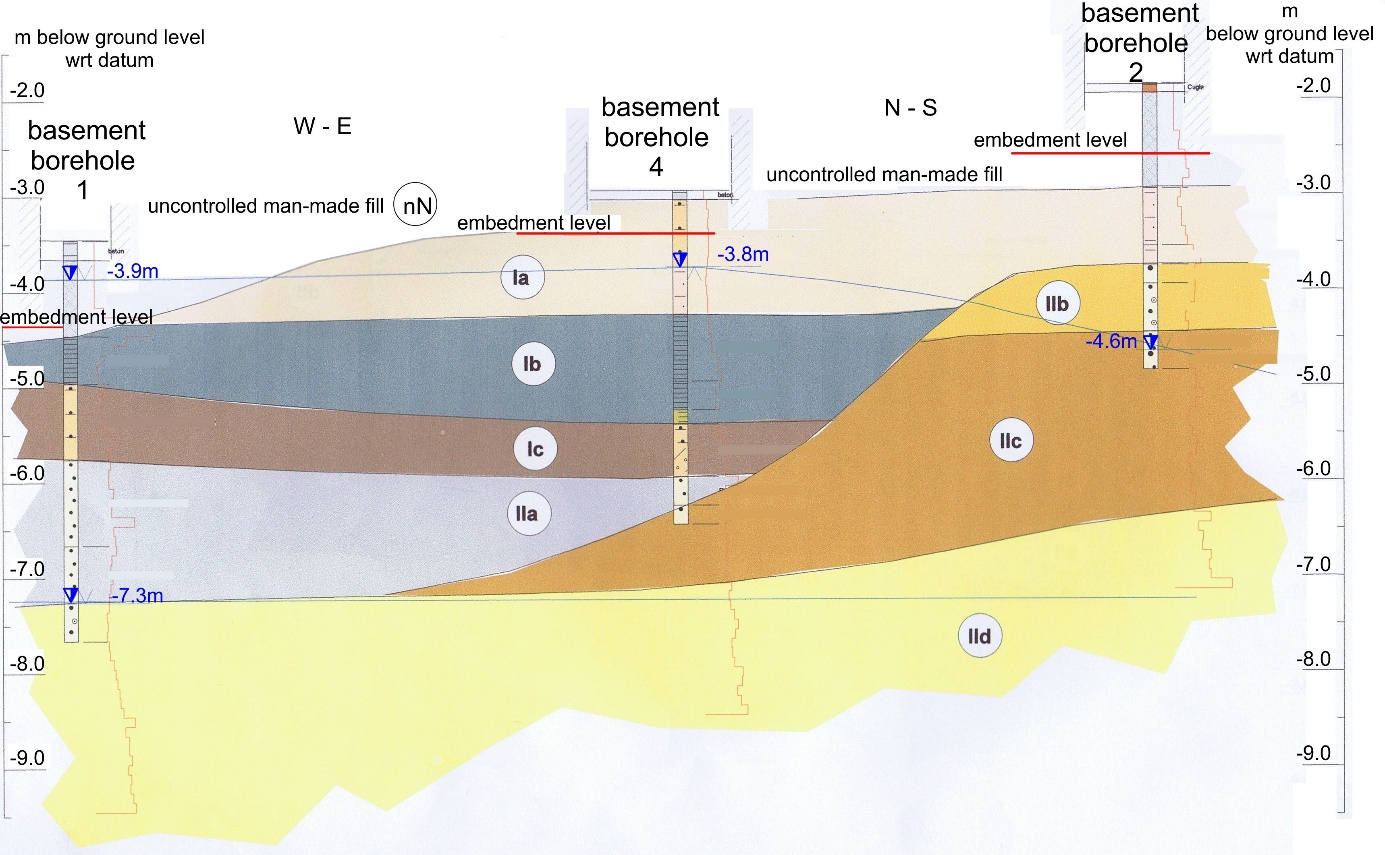 m below ground level
wrt datum
basement
borehole
1
W - E
basement
borehole
4
N - S
basement
borehole
2
m
below ground level
wrt datum
-2.0
-3.0
-4.0
-5.0
-6.0
-7.0
-8.0
-9.0
uncontrolled man-made fill
nN
embedment level
beton
-3.9m
embedment level
-7.3m
beton
-3.8m
uncontrolled man-made fill
embedment level
Cegła
-4.6m
Ia
Ib
Ic
IIa
IIb
IIc
IId
-2.0
-3.0
-4.0
-5.0
-6.0
-7.0
-8.0
-9.0